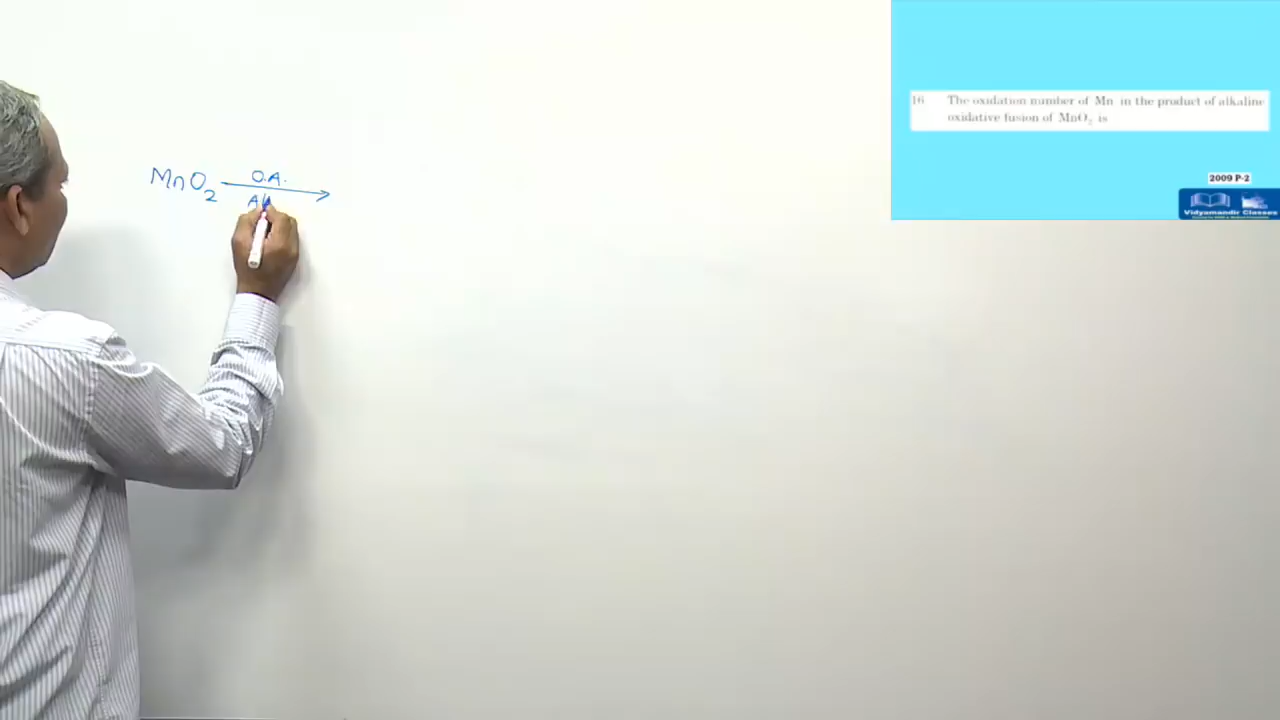 MnO₂ O.A.
16 The oxidation number of Mn in the product of alkaline
oxidative fusion of MnO₂ is
2009 P-2
Vidyamandir Classes